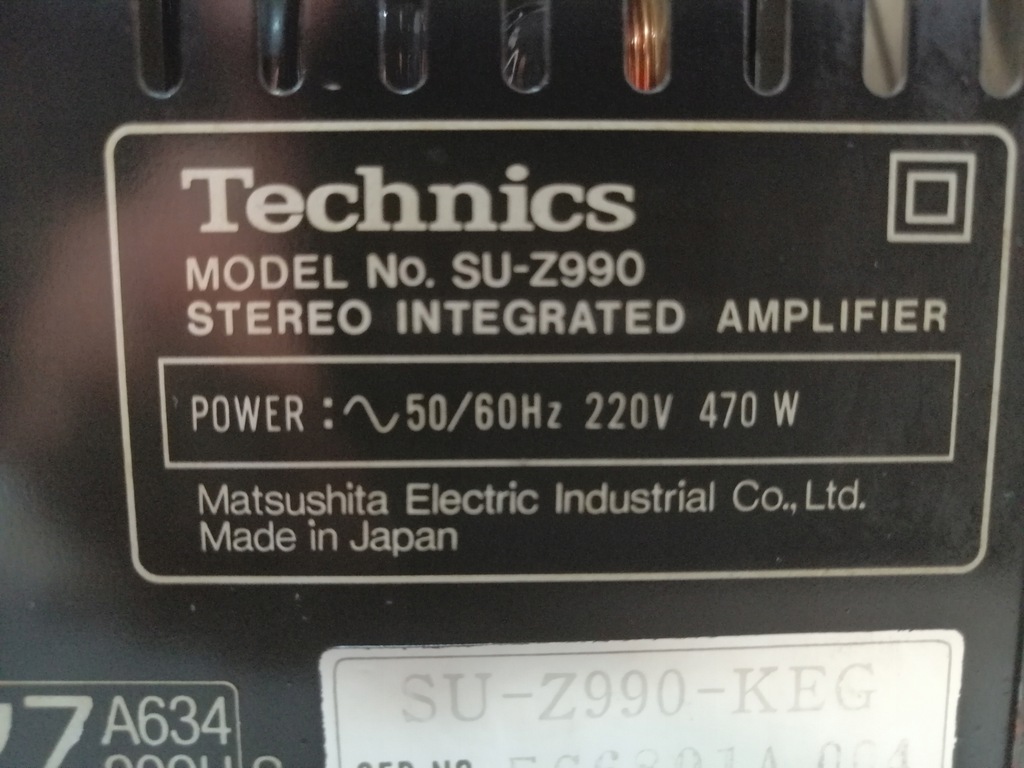 Technics
MODEL No. SU-Z990
STEREO INTEGRATED AMPLIFIER
POWER : ∿50/60Hz 220V 470 W
Matsushita Electric Industrial Co., Ltd.
Made in Japan
SU-Z990-KEG
A634